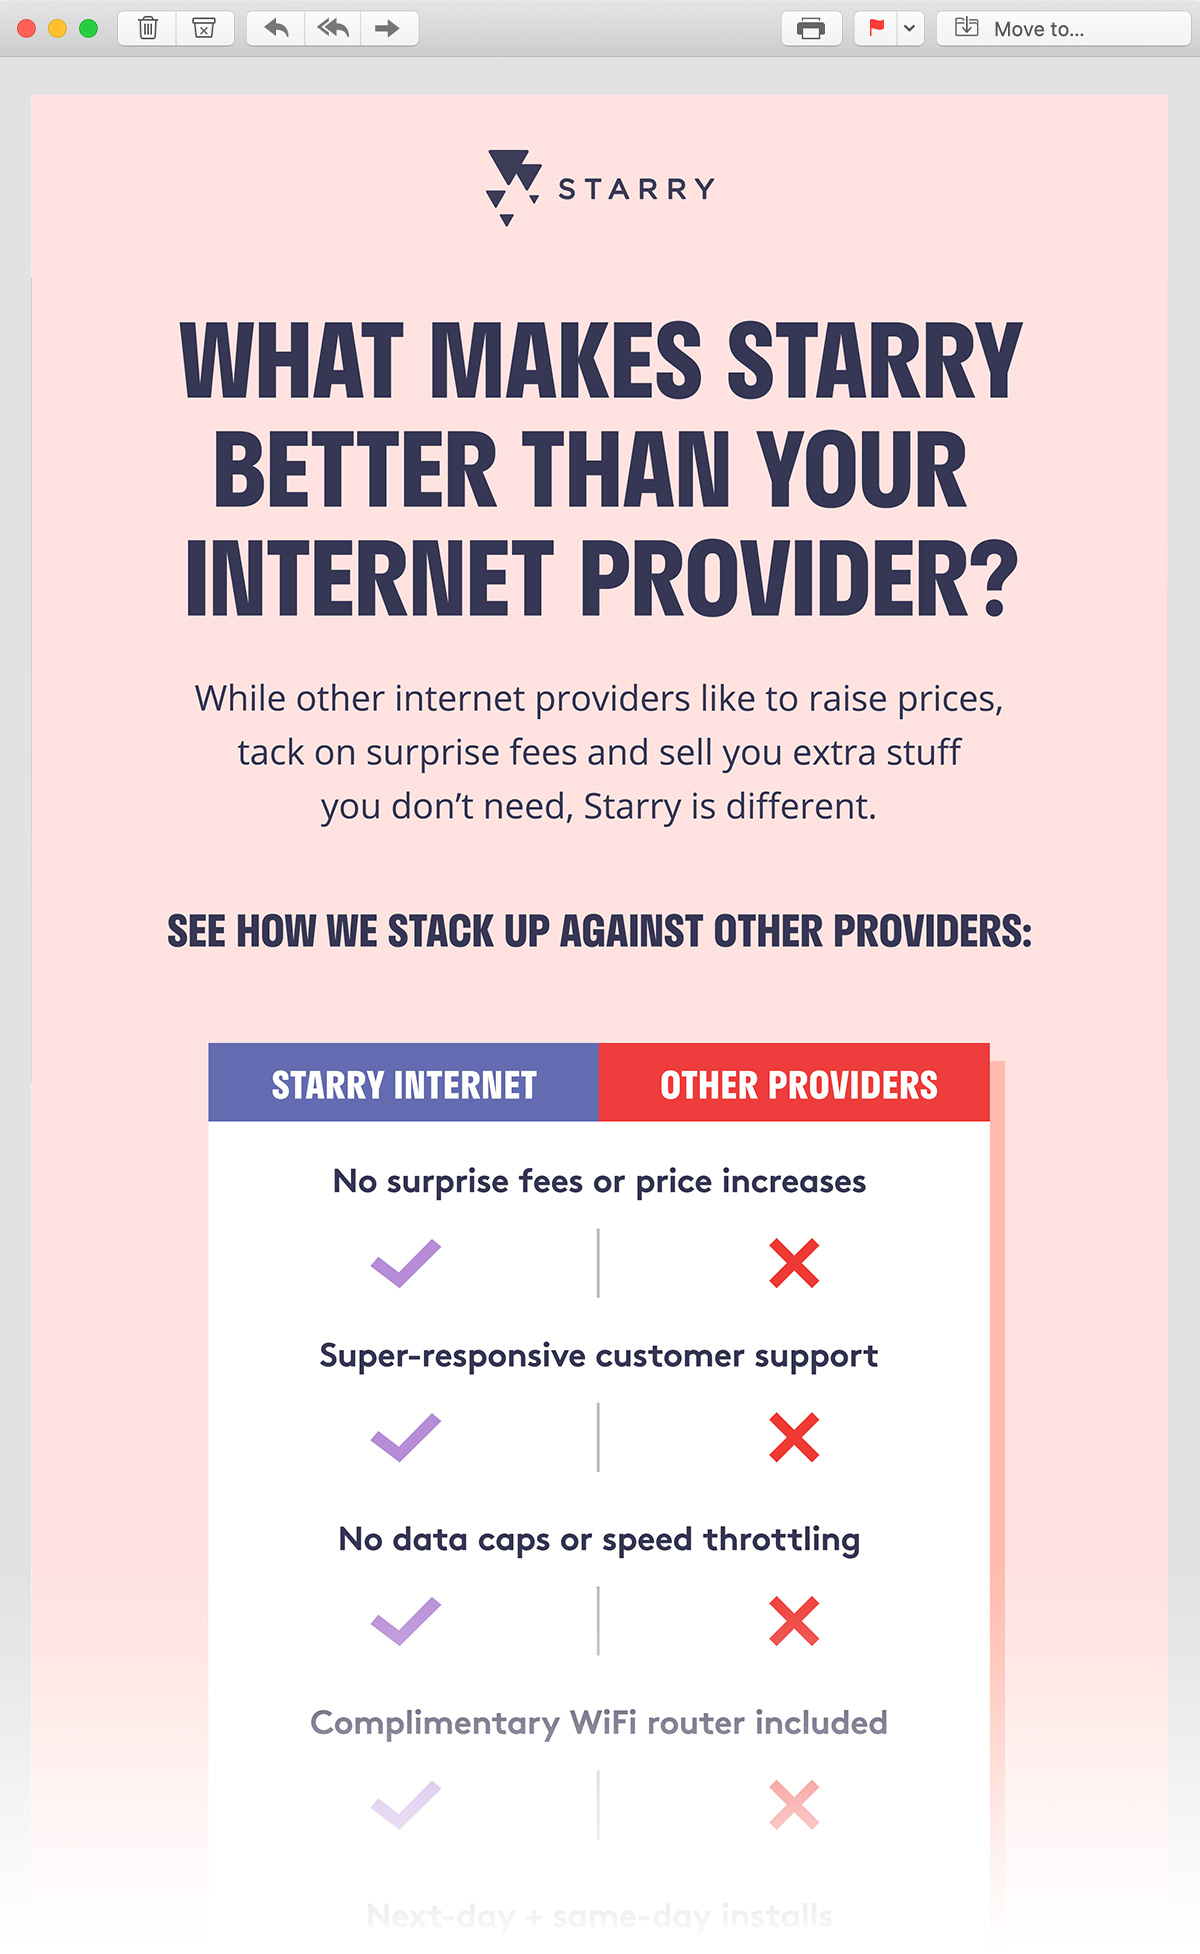 Move to...
STARRY
WHAT MAKES STARRY
BETTER THAN YOUR
INTERNET PROVIDER?
While other internet providers like to raise prices,
tack on surprise fees and sell you extra stuff
you don’t need, Starry is different.
SEE HOW WE STACK UP AGAINST OTHER PROVIDERS:
STARRY INTERNET OTHER PROVIDERS
No surprise fees or price increases
Super-responsive customer support
No data caps or speed throttling
Complimentary WiFi router included
Next-day + same-day installs